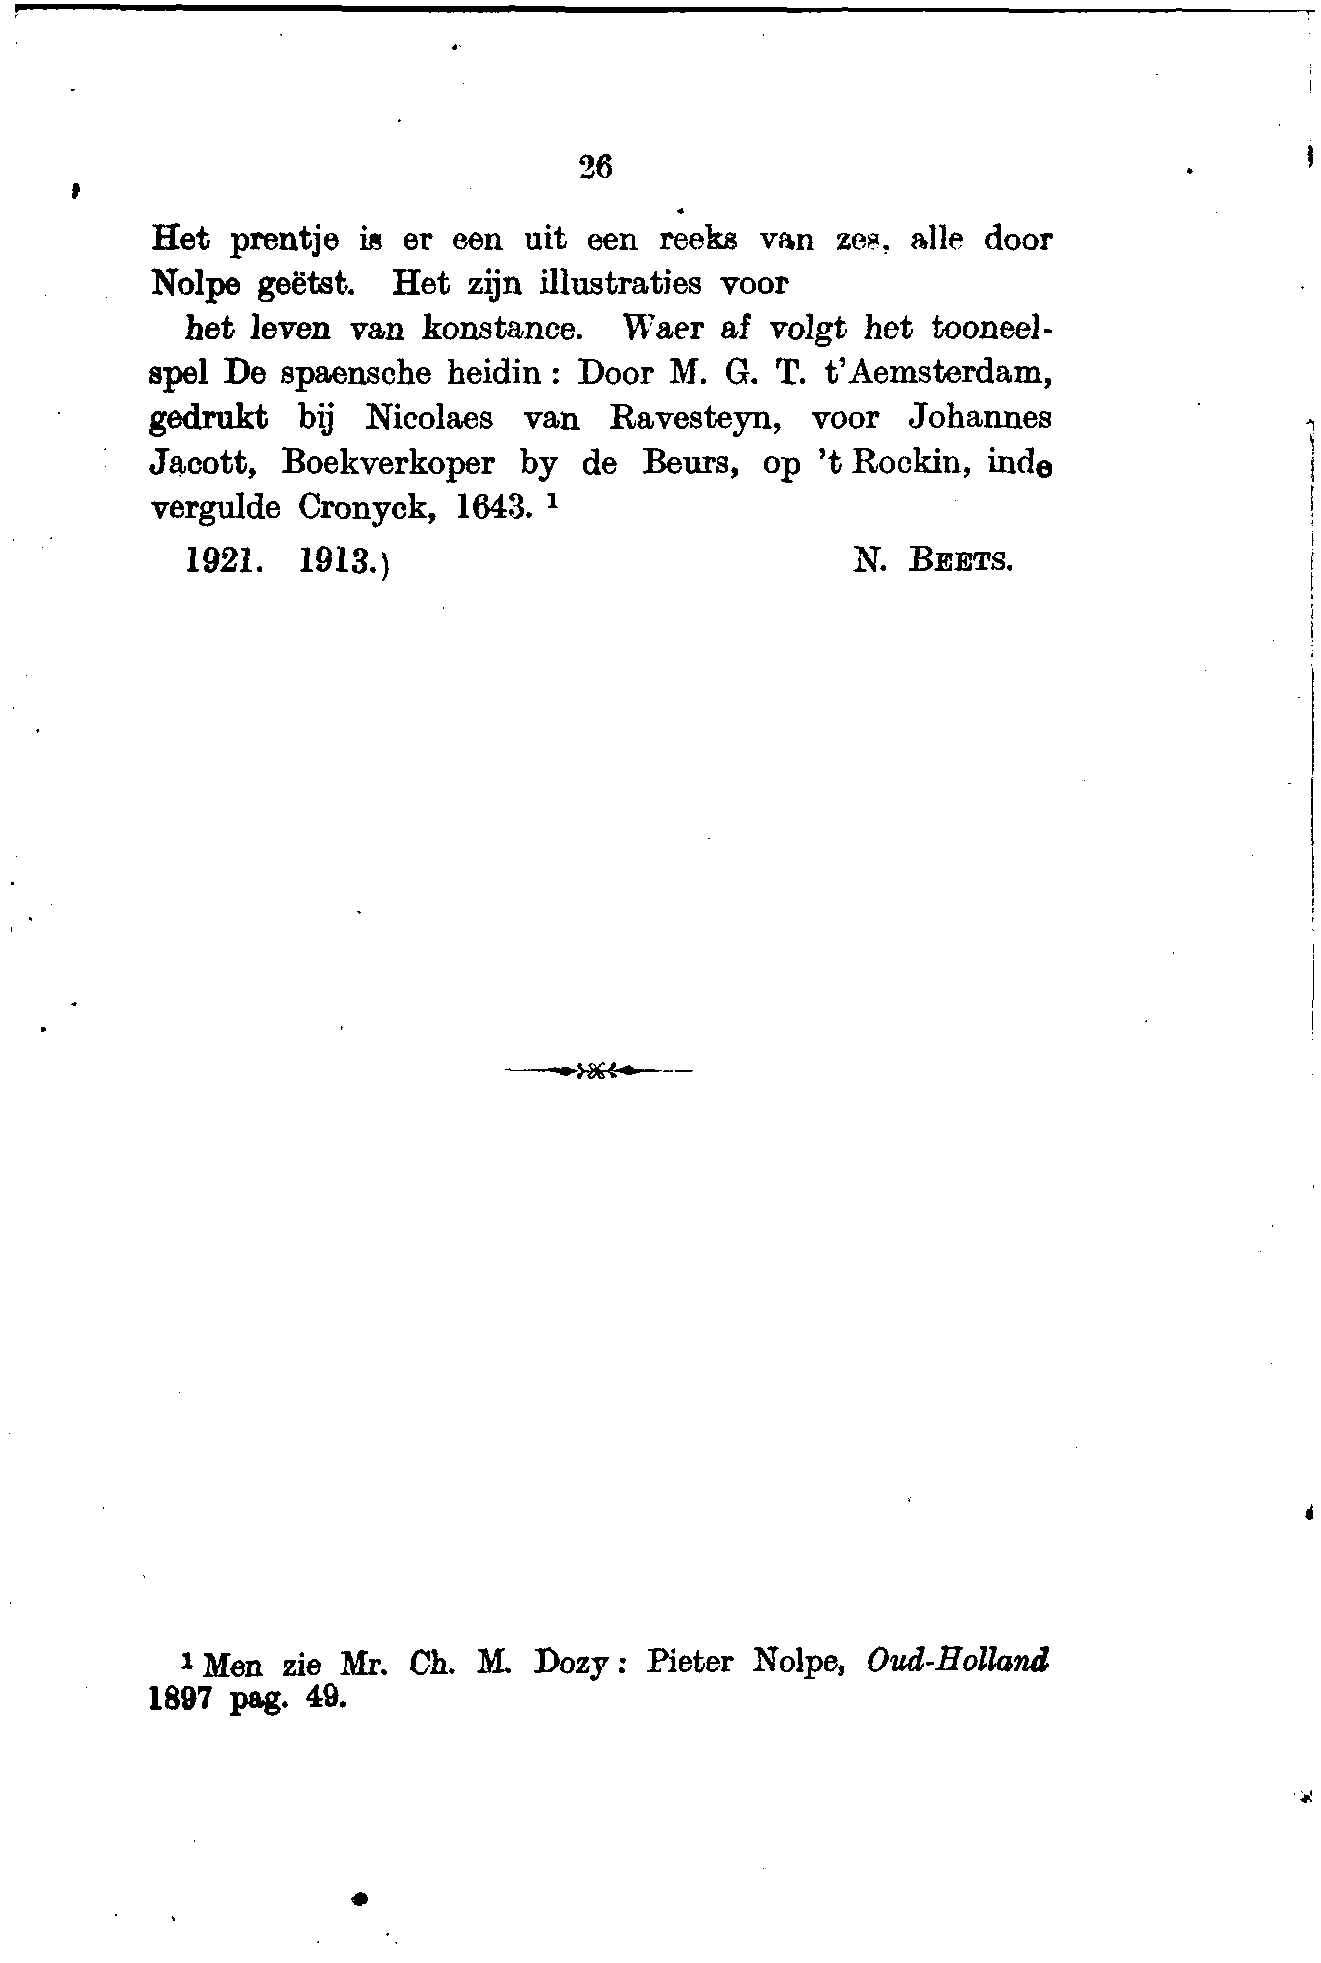 26
Het prentje is er een uit een reeks van zes, alle door
Nolpe geëtst. Het zijn illustraties voor
het leven van konstance. Waer af volgt het tooneel-
spel De spaensche heidin : Door M. G. T. t'Aemsterdam,
gedrukt bij Nicolaes van Ravesteyn, voor Johannes
Jacott, Boekverkoper by de Beurs, op 't Rockin, inde
vergulde Cronyck, 1643. ¹
1921. 1913.) N. BEETS.
¹ Men zie Mr. Ch. M. Dozy : Pieter Nolpe, Oud-Holland
1897 pag. 49.